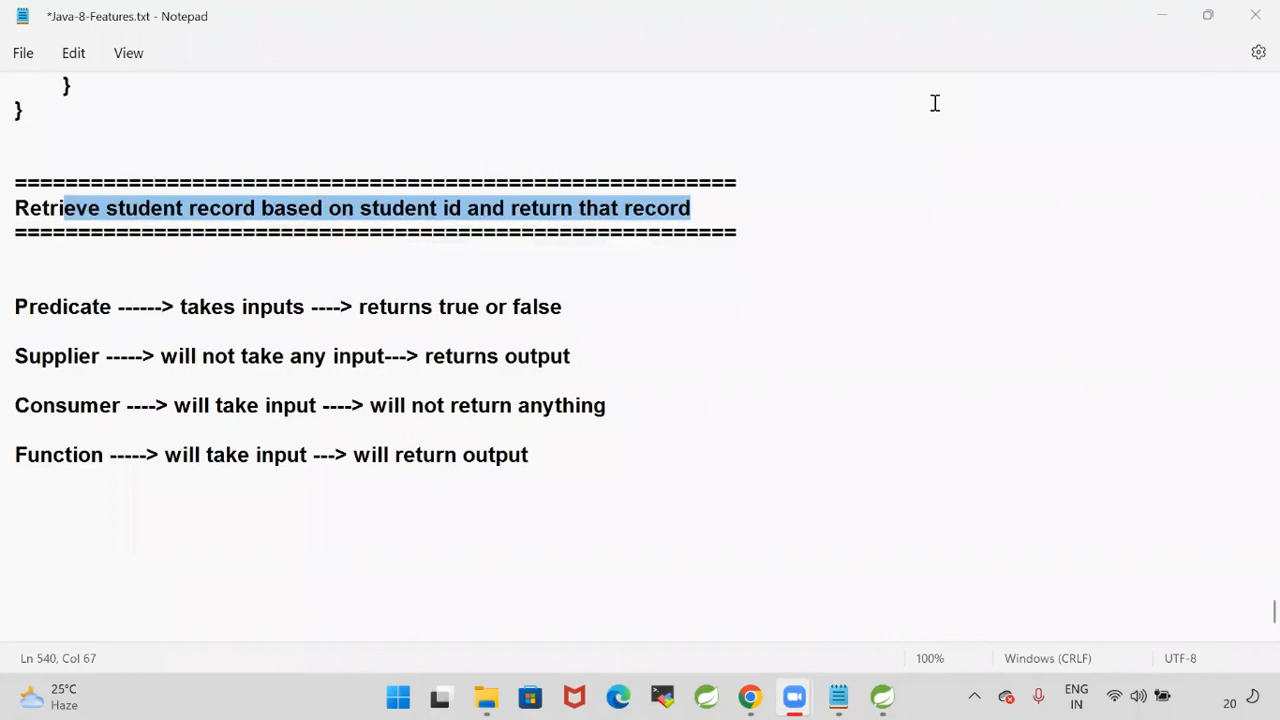 *Java-8-Features.txt - Notepad
File Edit View
}
}
=========================================================
Retrieve student record based on student id and return that record
=========================================================
Predicate ------> takes inputs ----> returns true or false
Supplier -----> will not take any input---> returns output
Consumer ----> will take input ----> will not return anything
Function -----> will take input ---> will return output
Ln 540, Col 67 100% Windows (CRLF) UTF-8
25°C
Haze
ENG
IN
20